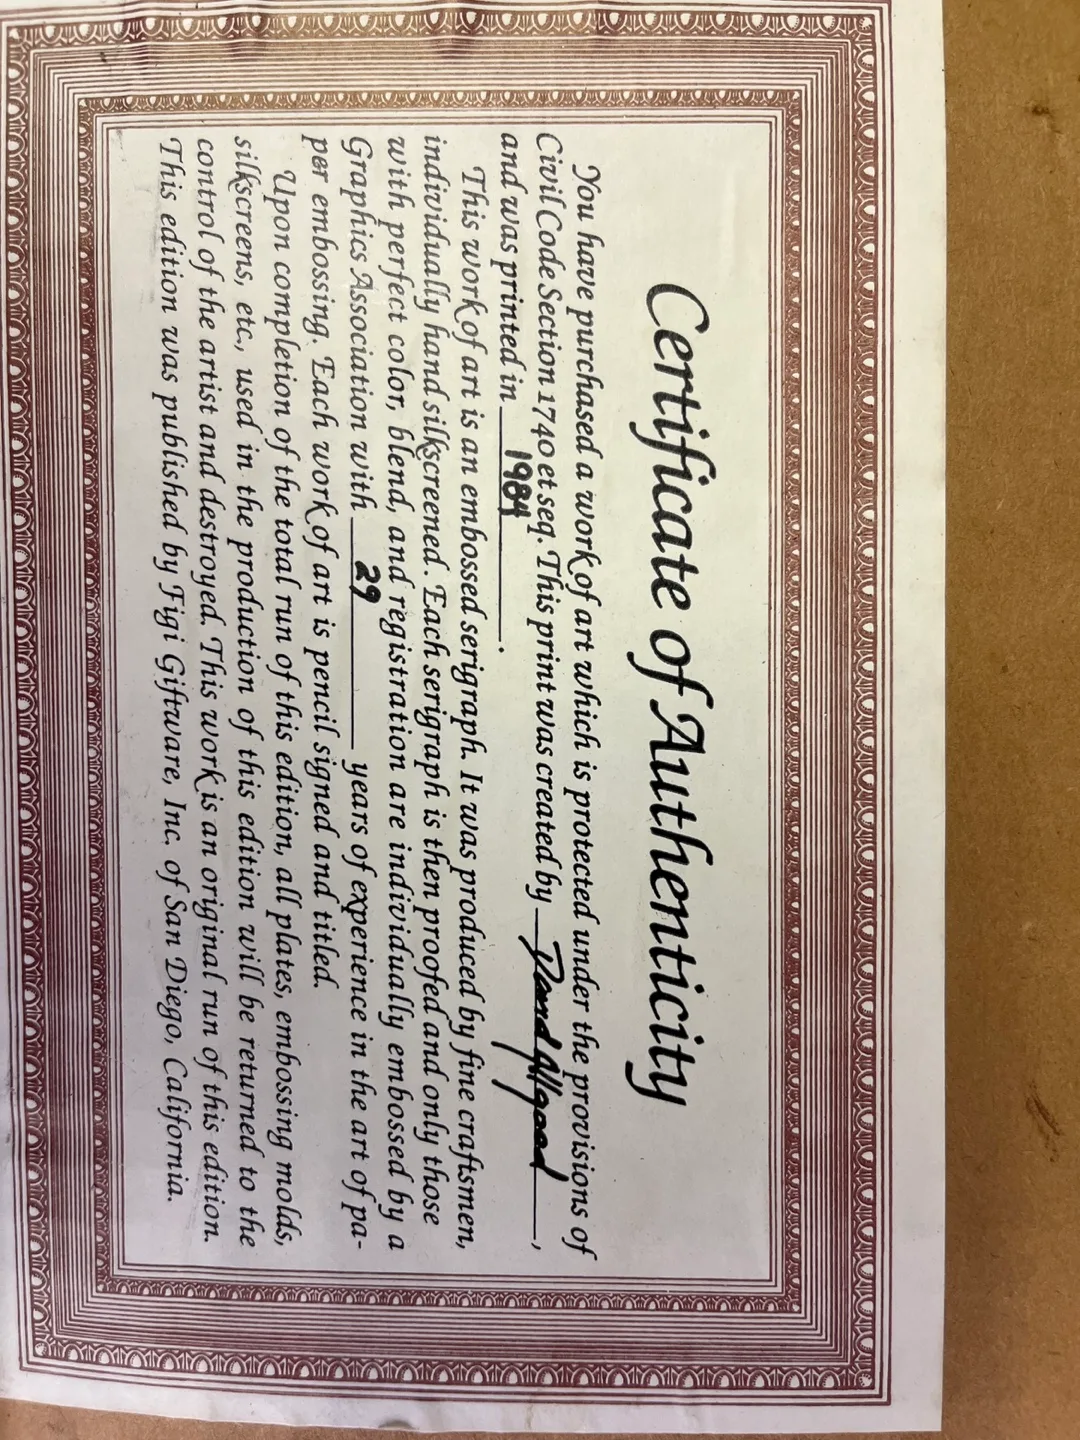 Certificate of Authenticity
You have purchased a work of art which is protected under the provisions of
Civil Code Section 1740 et seq. This print was created by David Allgood,
and was printed in 1984.
This work of art is an embossed serigraph. It was produced by fine craftsmen,
individually hand silkscreened. Each serigraph is then proofed and only those
with perfect color, blend, and registration are individually embossed by a
Graphics Association with 29 years of experience in the art of pa-
per embossing. Each work of art is pencil signed and titled.
Upon completion of the total run of this edition, all plates, embossing molds,
silkscreens, etc., used in the production of this edition will be returned to the
control of the artist and destroyed. This work is an original run of this edition.
This edition was published by Figi Giftware, Inc. of San Diego, California.